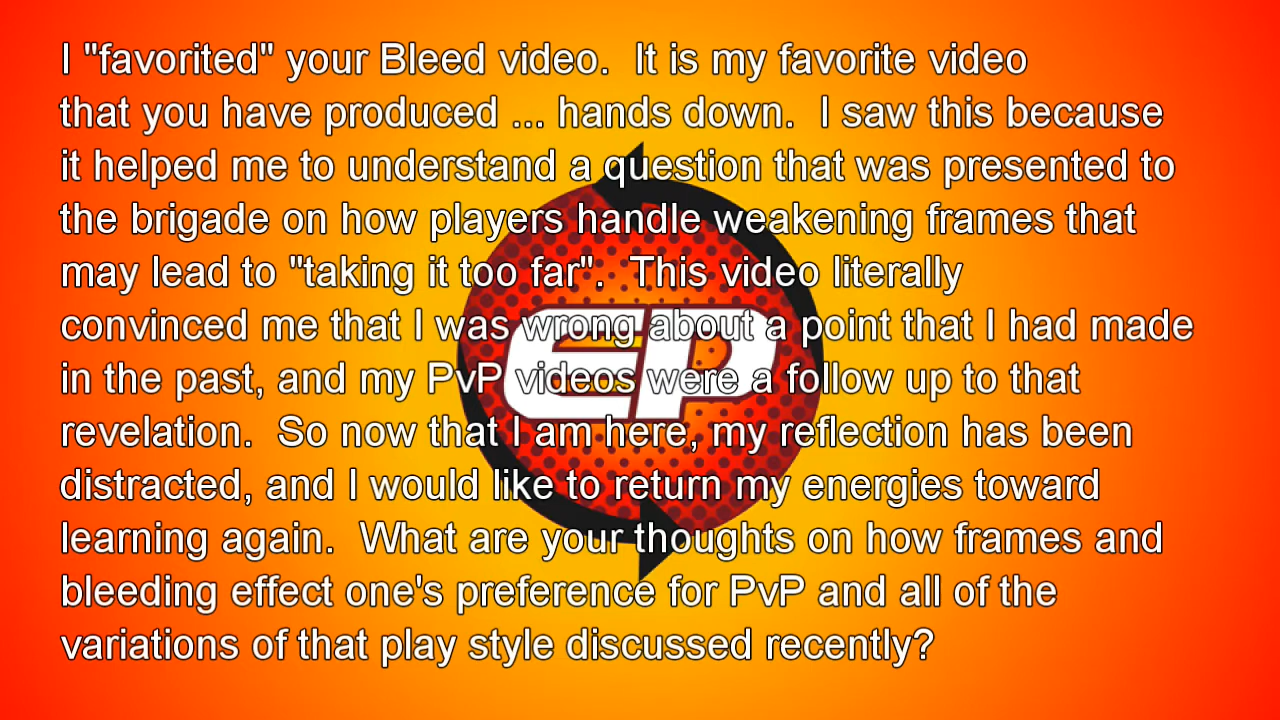 I "favorited" your Bleed video.  It is my favorite video
that you have produced ... hands down.  I saw this because
it helped me to understand a question that was presented to
the brigade on how players handle weakening frames that
may lead to "taking it too far".  This video literally
convinced me that I was wrong about a point that I had made
in the past, and my PvP videos were a follow up to that
revelation.  So now that I am here, my reflection has been
distracted, and I would like to return my energies toward
learning again.  What are your thoughts on how frames and
bleeding effect one's preference for PvP and all of the
variations of that play style discussed recently?
EP